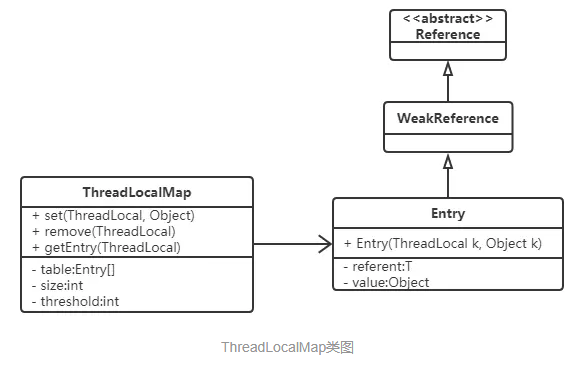 <<abstract>>
Reference
WeakReference
ThreadLocalMap
+ set(ThreadLocal, Object)
+ remove(ThreadLocal)
+ getEntry(ThreadLocal)
- table:Entry[]
- size:int
- threshold:int
Entry
+ Entry(ThreadLocal k, Object k)
- referent:T
- value:Object
ThreadLocalMap类图